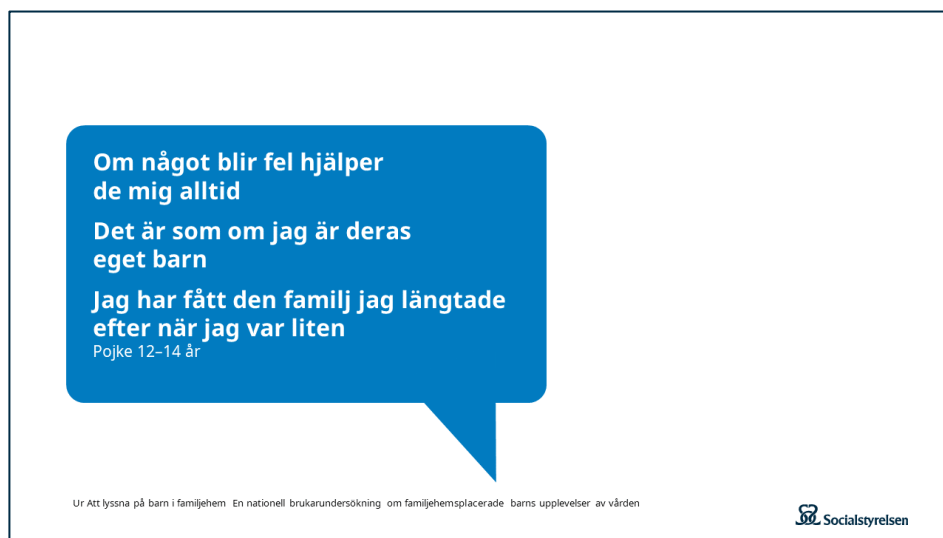 Om något blir fel hjälper
de mig alltid
Det är som om jag är deras
eget barn
Jag har fått den familj jag längtade
efter när jag var liten
Pojke 12–14 år
Ur Att lyssna på barn i familjehem En nationell brukarundersökning om familjehemsplacerade barns upplevelser av vården
Socialstyrelsen